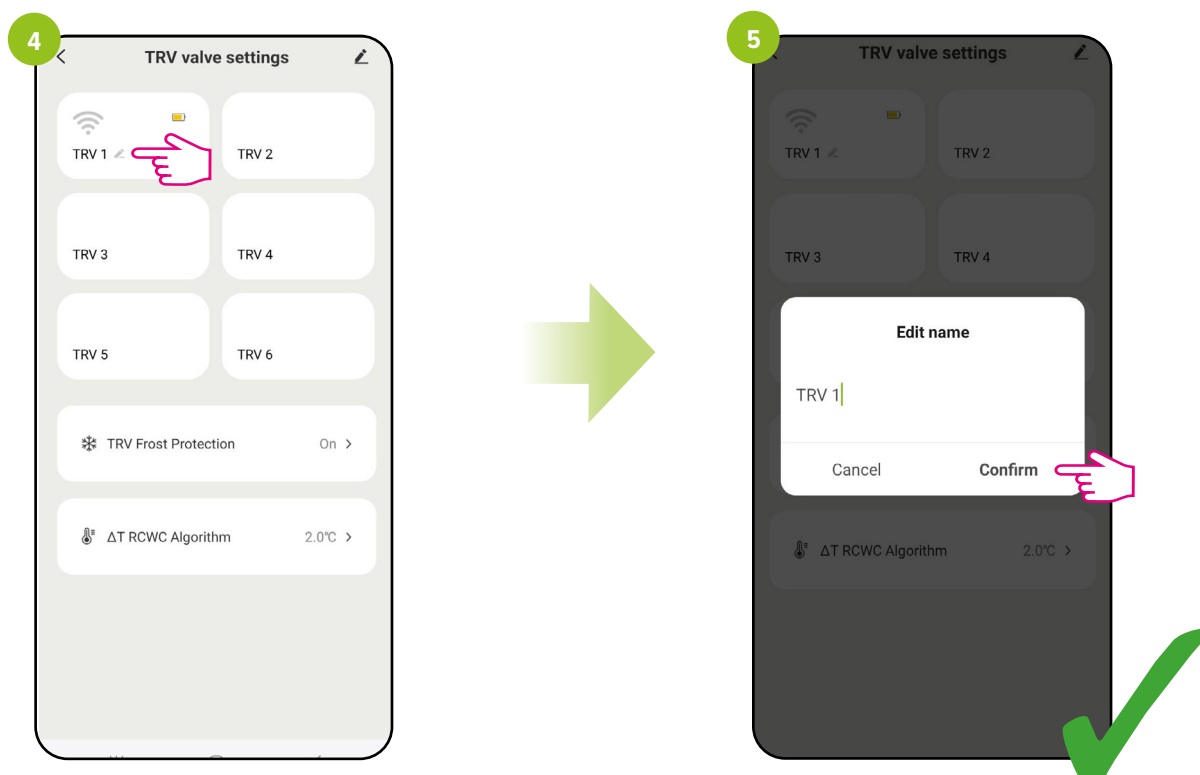 4
TRV valve settings
TRV 1
TRV 2
TRV 3
TRV 4
TRV 5
TRV 6
TRV Frost Protection On
ΔT RCWC Algorithm 2.0℃
5
TRV valve settings
TRV 1
TRV 2
TRV 3
TRV 4
Edit name
TRV 1
Cancel Confirm
ΔT RCWC Algorithm 2.0℃